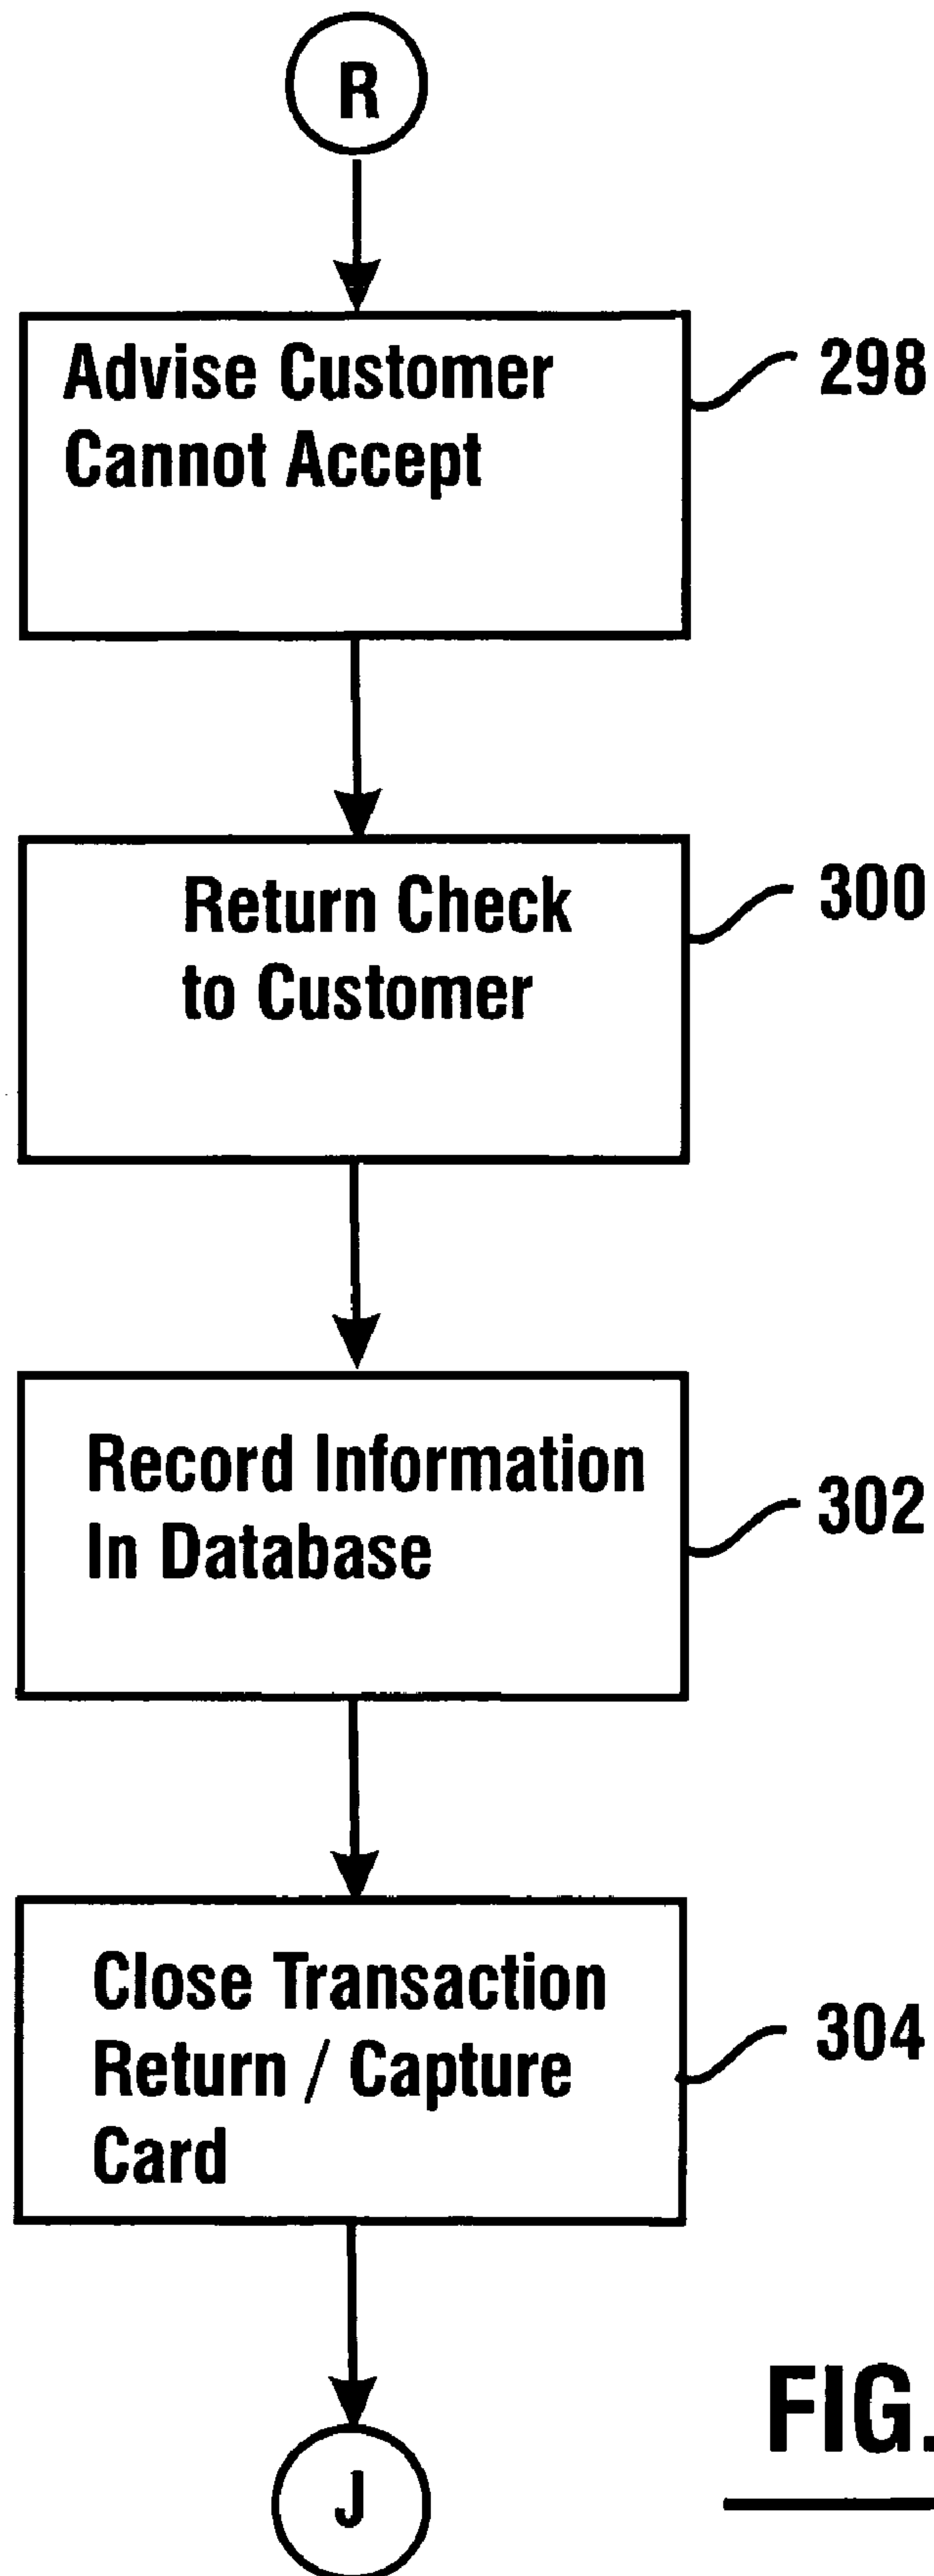 R
Advise Customer
Cannot Accept
298
Return Check
to Customer
300
Record Information
In Database
302
Close Transaction
Return / Capture
Card
304
J
FIG.